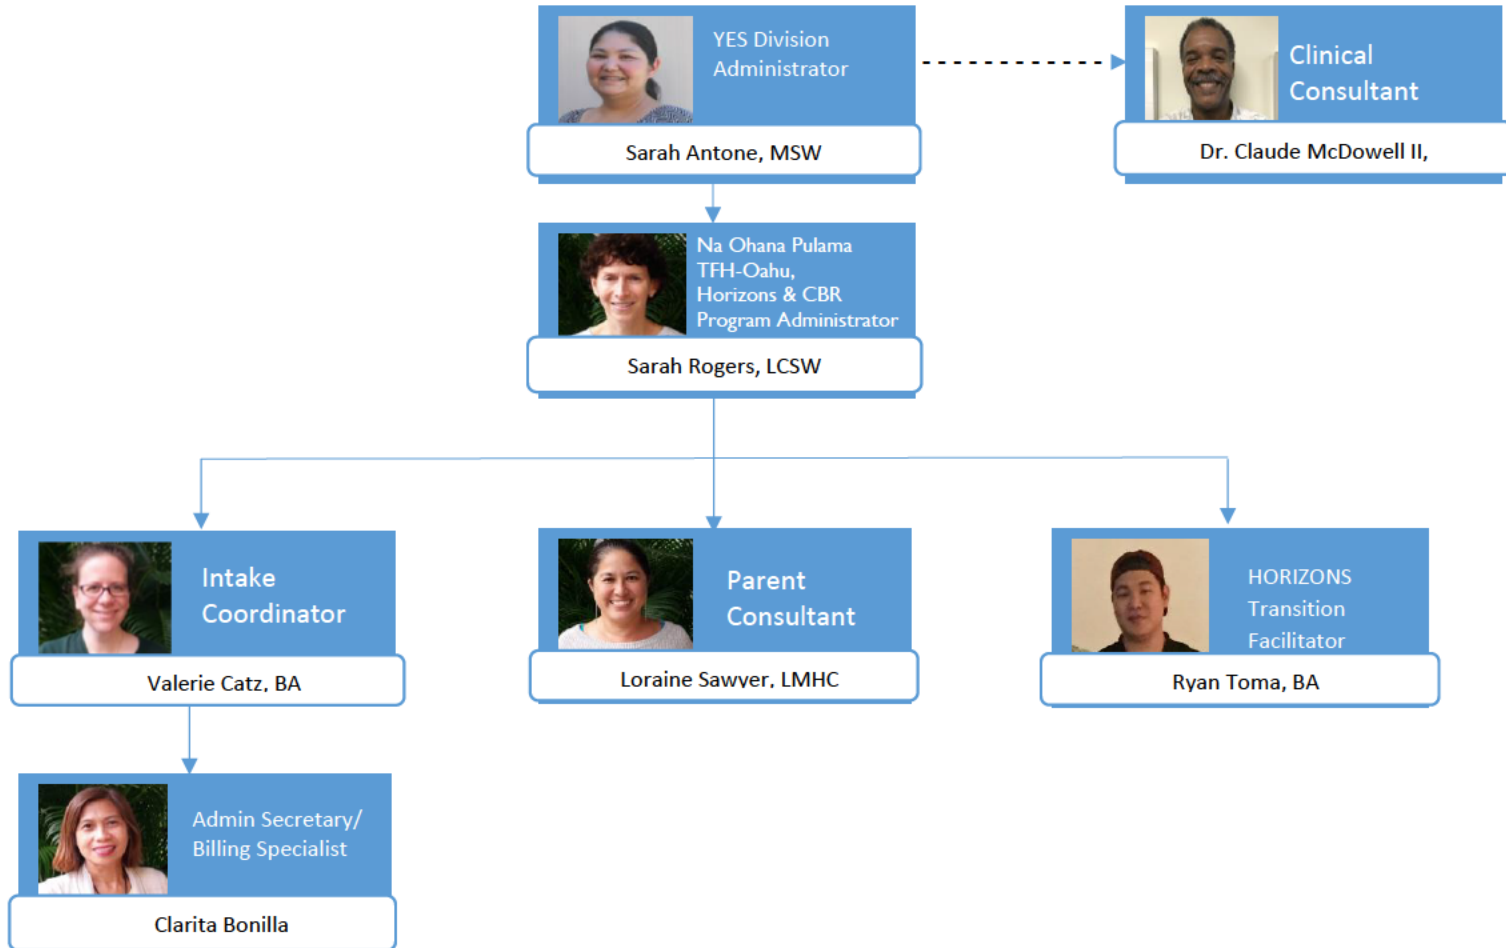 YES Division
Administrator
Sarah Antone, MSW
Clinical
Consultant
Dr. Claude McDowell II,
Na Ohana Pulama
TFH-Oahu,
Horizons & CBR
Program Administrator
Sarah Rogers, LCSW
Intake
Coordinator
Valerie Catz, BA
Parent
Consultant
Loraine Sawyer, LMHC
HORIZONS
Transition
Facilitator
Ryan Toma, BA
Admin Secretary/
Billing Specialist
Clarita Bonilla